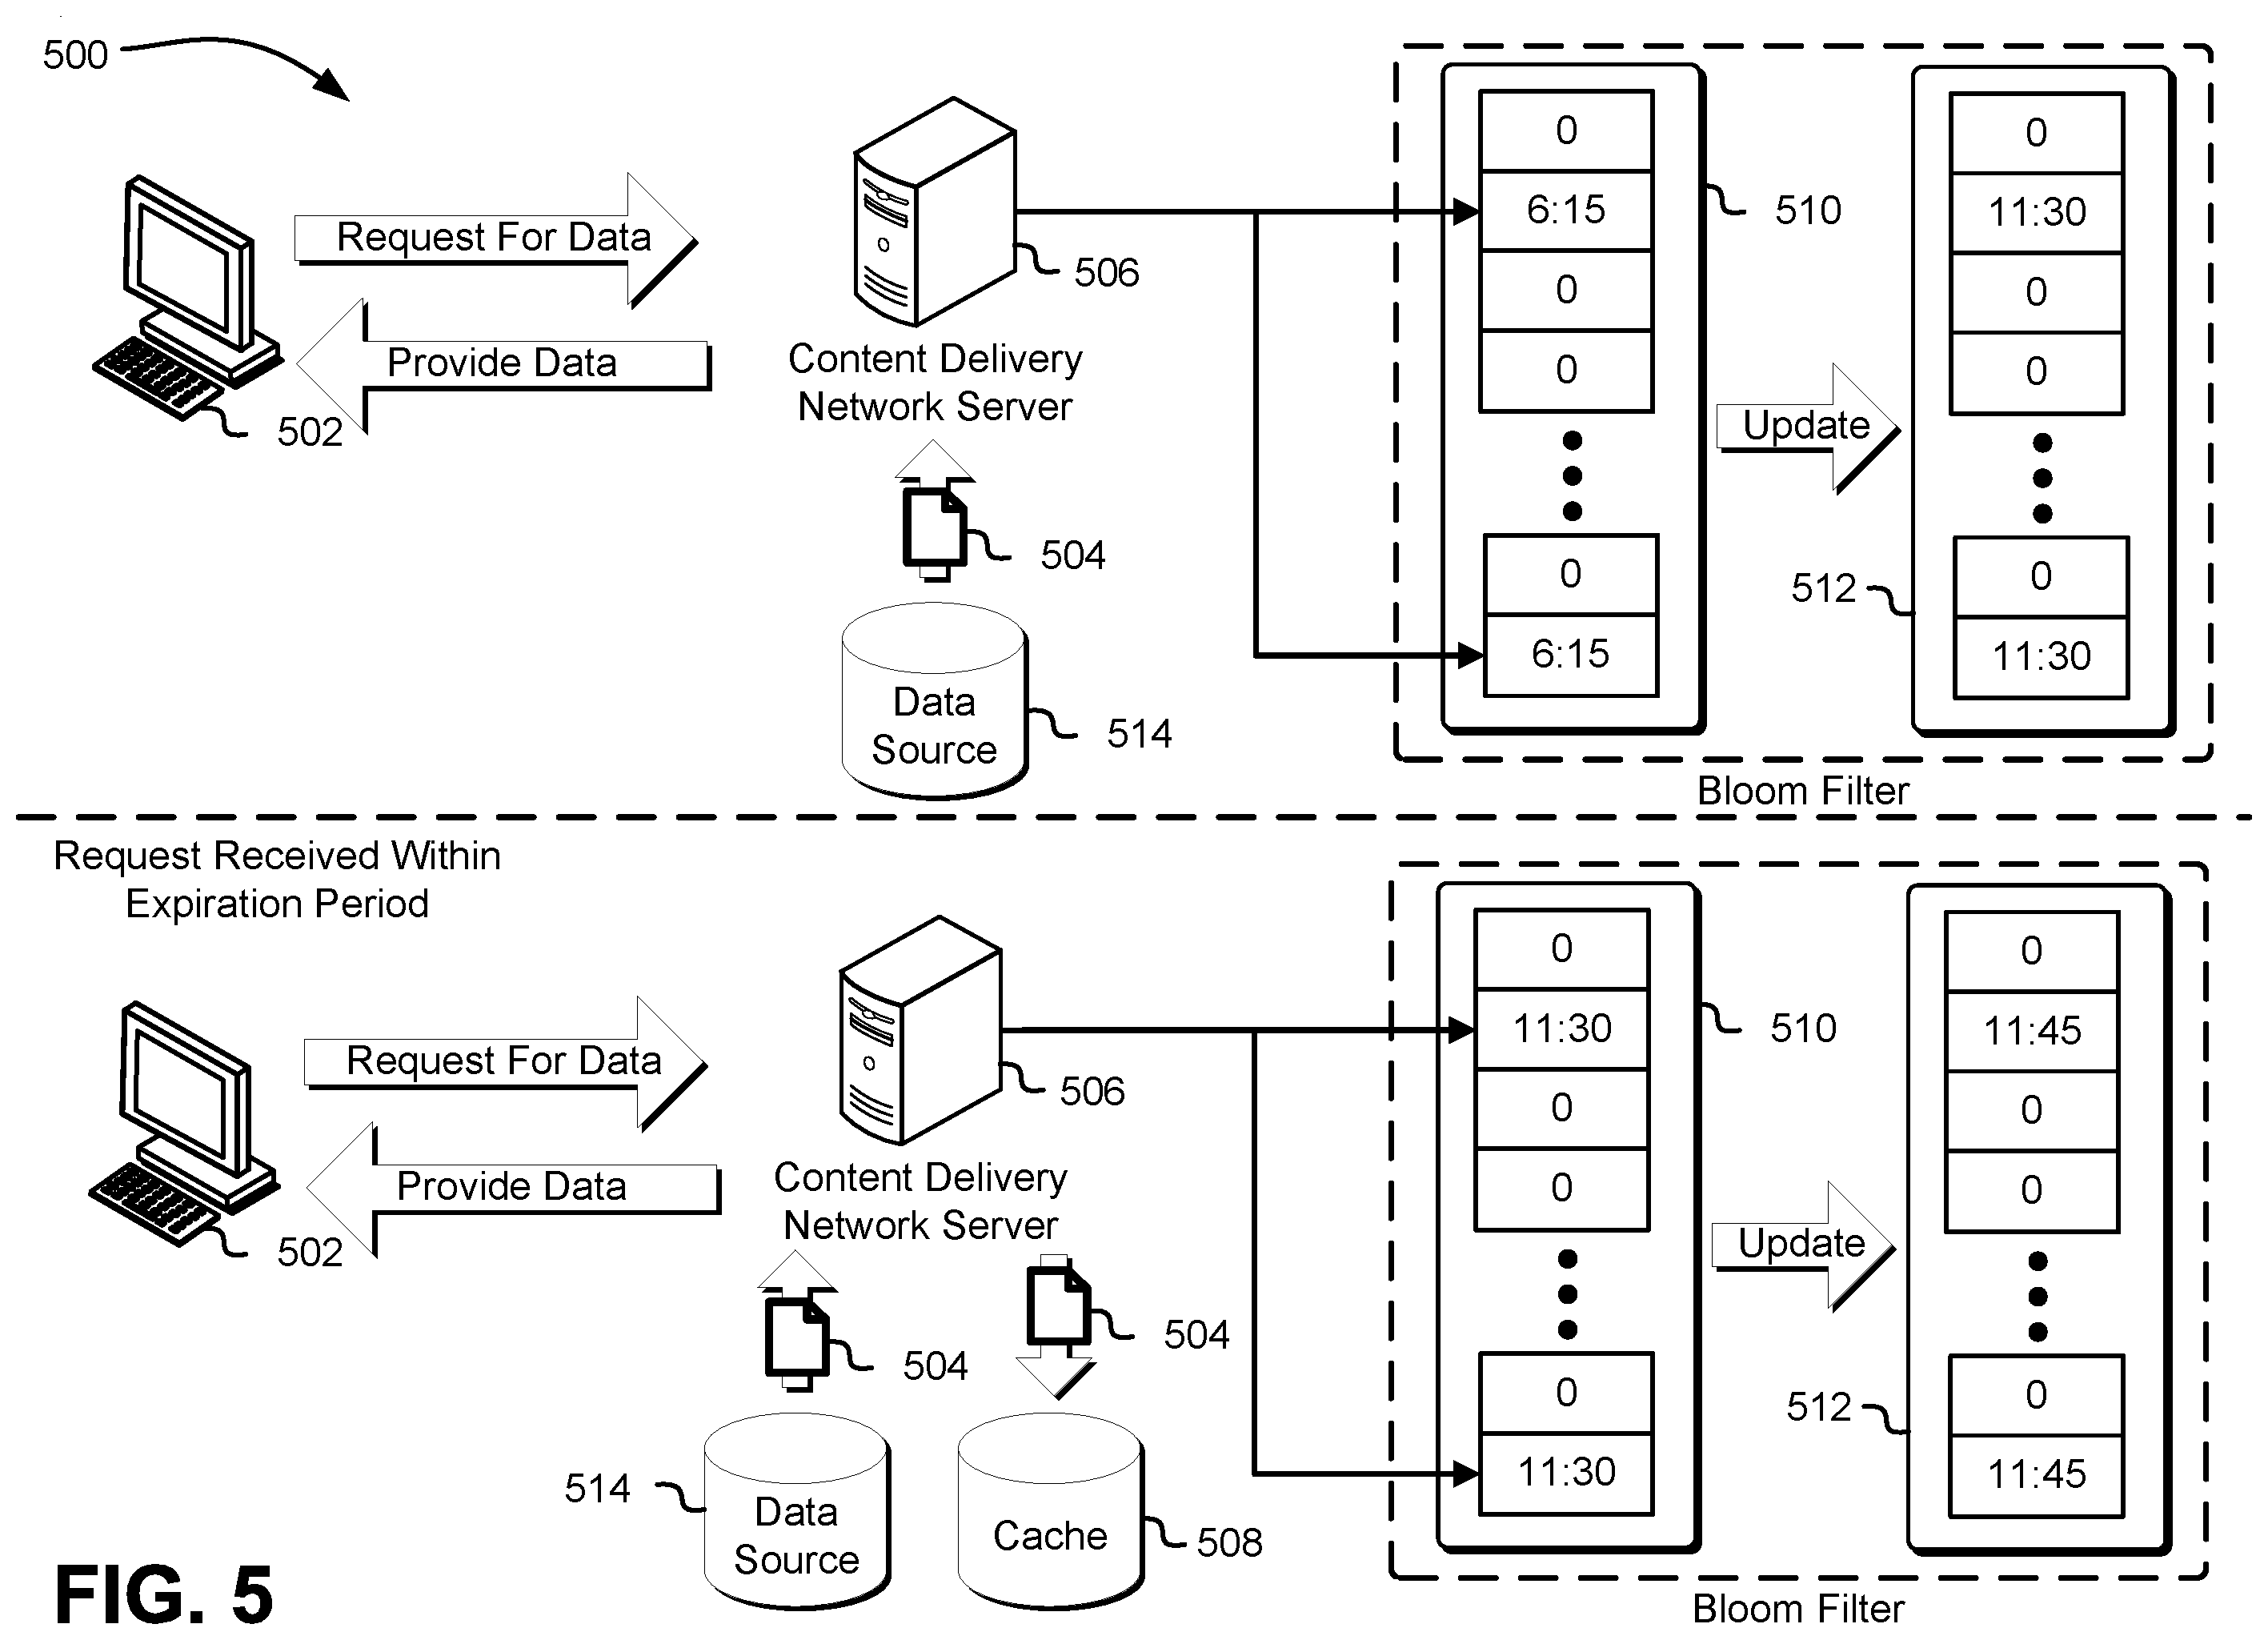 500
Request For Data
Provide Data
502
506
Content Delivery
Network Server
504
Data
Source
514
0
6:15
0
0
0
6:15
510
Update
512
0
11:30
0
0
0
11:30
Bloom Filter
Request Received Within
Expiration Period
Request For Data
Provide Data
502
506
Content Delivery
Network Server
504
504
514
Data
Source
Cache
508
0
11:30
0
0
0
11:30
510
Update
512
0
11:45
0
0
0
11:45
Bloom Filter
FIG. 5